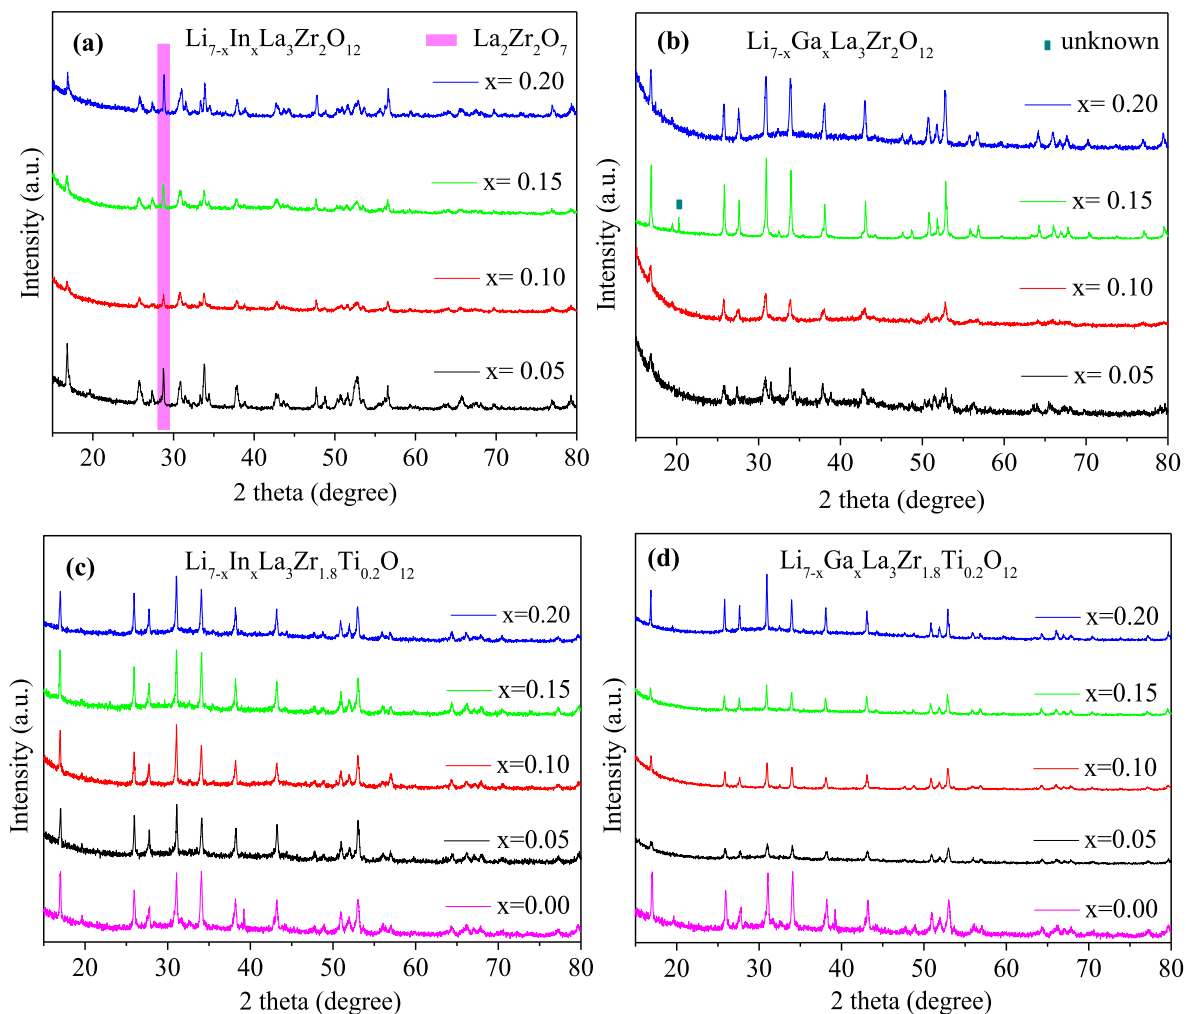 (a) Li₇₋ₓInₓLa₃Zr₂O₁₂ La₂Zr₂O₇
x= 0.20
x= 0.15
x= 0.10
x= 0.05
Intensity (a.u.)
20 30 40 50 60 70 80
2 theta (degree)
(b) Li₇₋ₓGaₓLa₃Zr₂O₁₂ unknown
x= 0.20
x= 0.15
x= 0.10
x= 0.05
Intensity (a.u.)
20 30 40 50 60 70 80
2 theta (degree)
(c) Li₇₋ₓInₓLa₃Zr₁.₈Ti₀.₂O₁₂
x=0.20
x=0.15
x=0.10
x=0.05
x=0.00
Intensity (a.u.)
20 30 40 50 60 70 80
2 theta (degree)
(d) Li₇₋ₓGaₓLa₃Zr₁.₈Ti₀.₂O₁₂
x=0.20
x=0.15
x=0.10
x=0.05
x=0.00
Intensity (a.u.)
20 30 40 50 60 70 80
2 theta (degree)